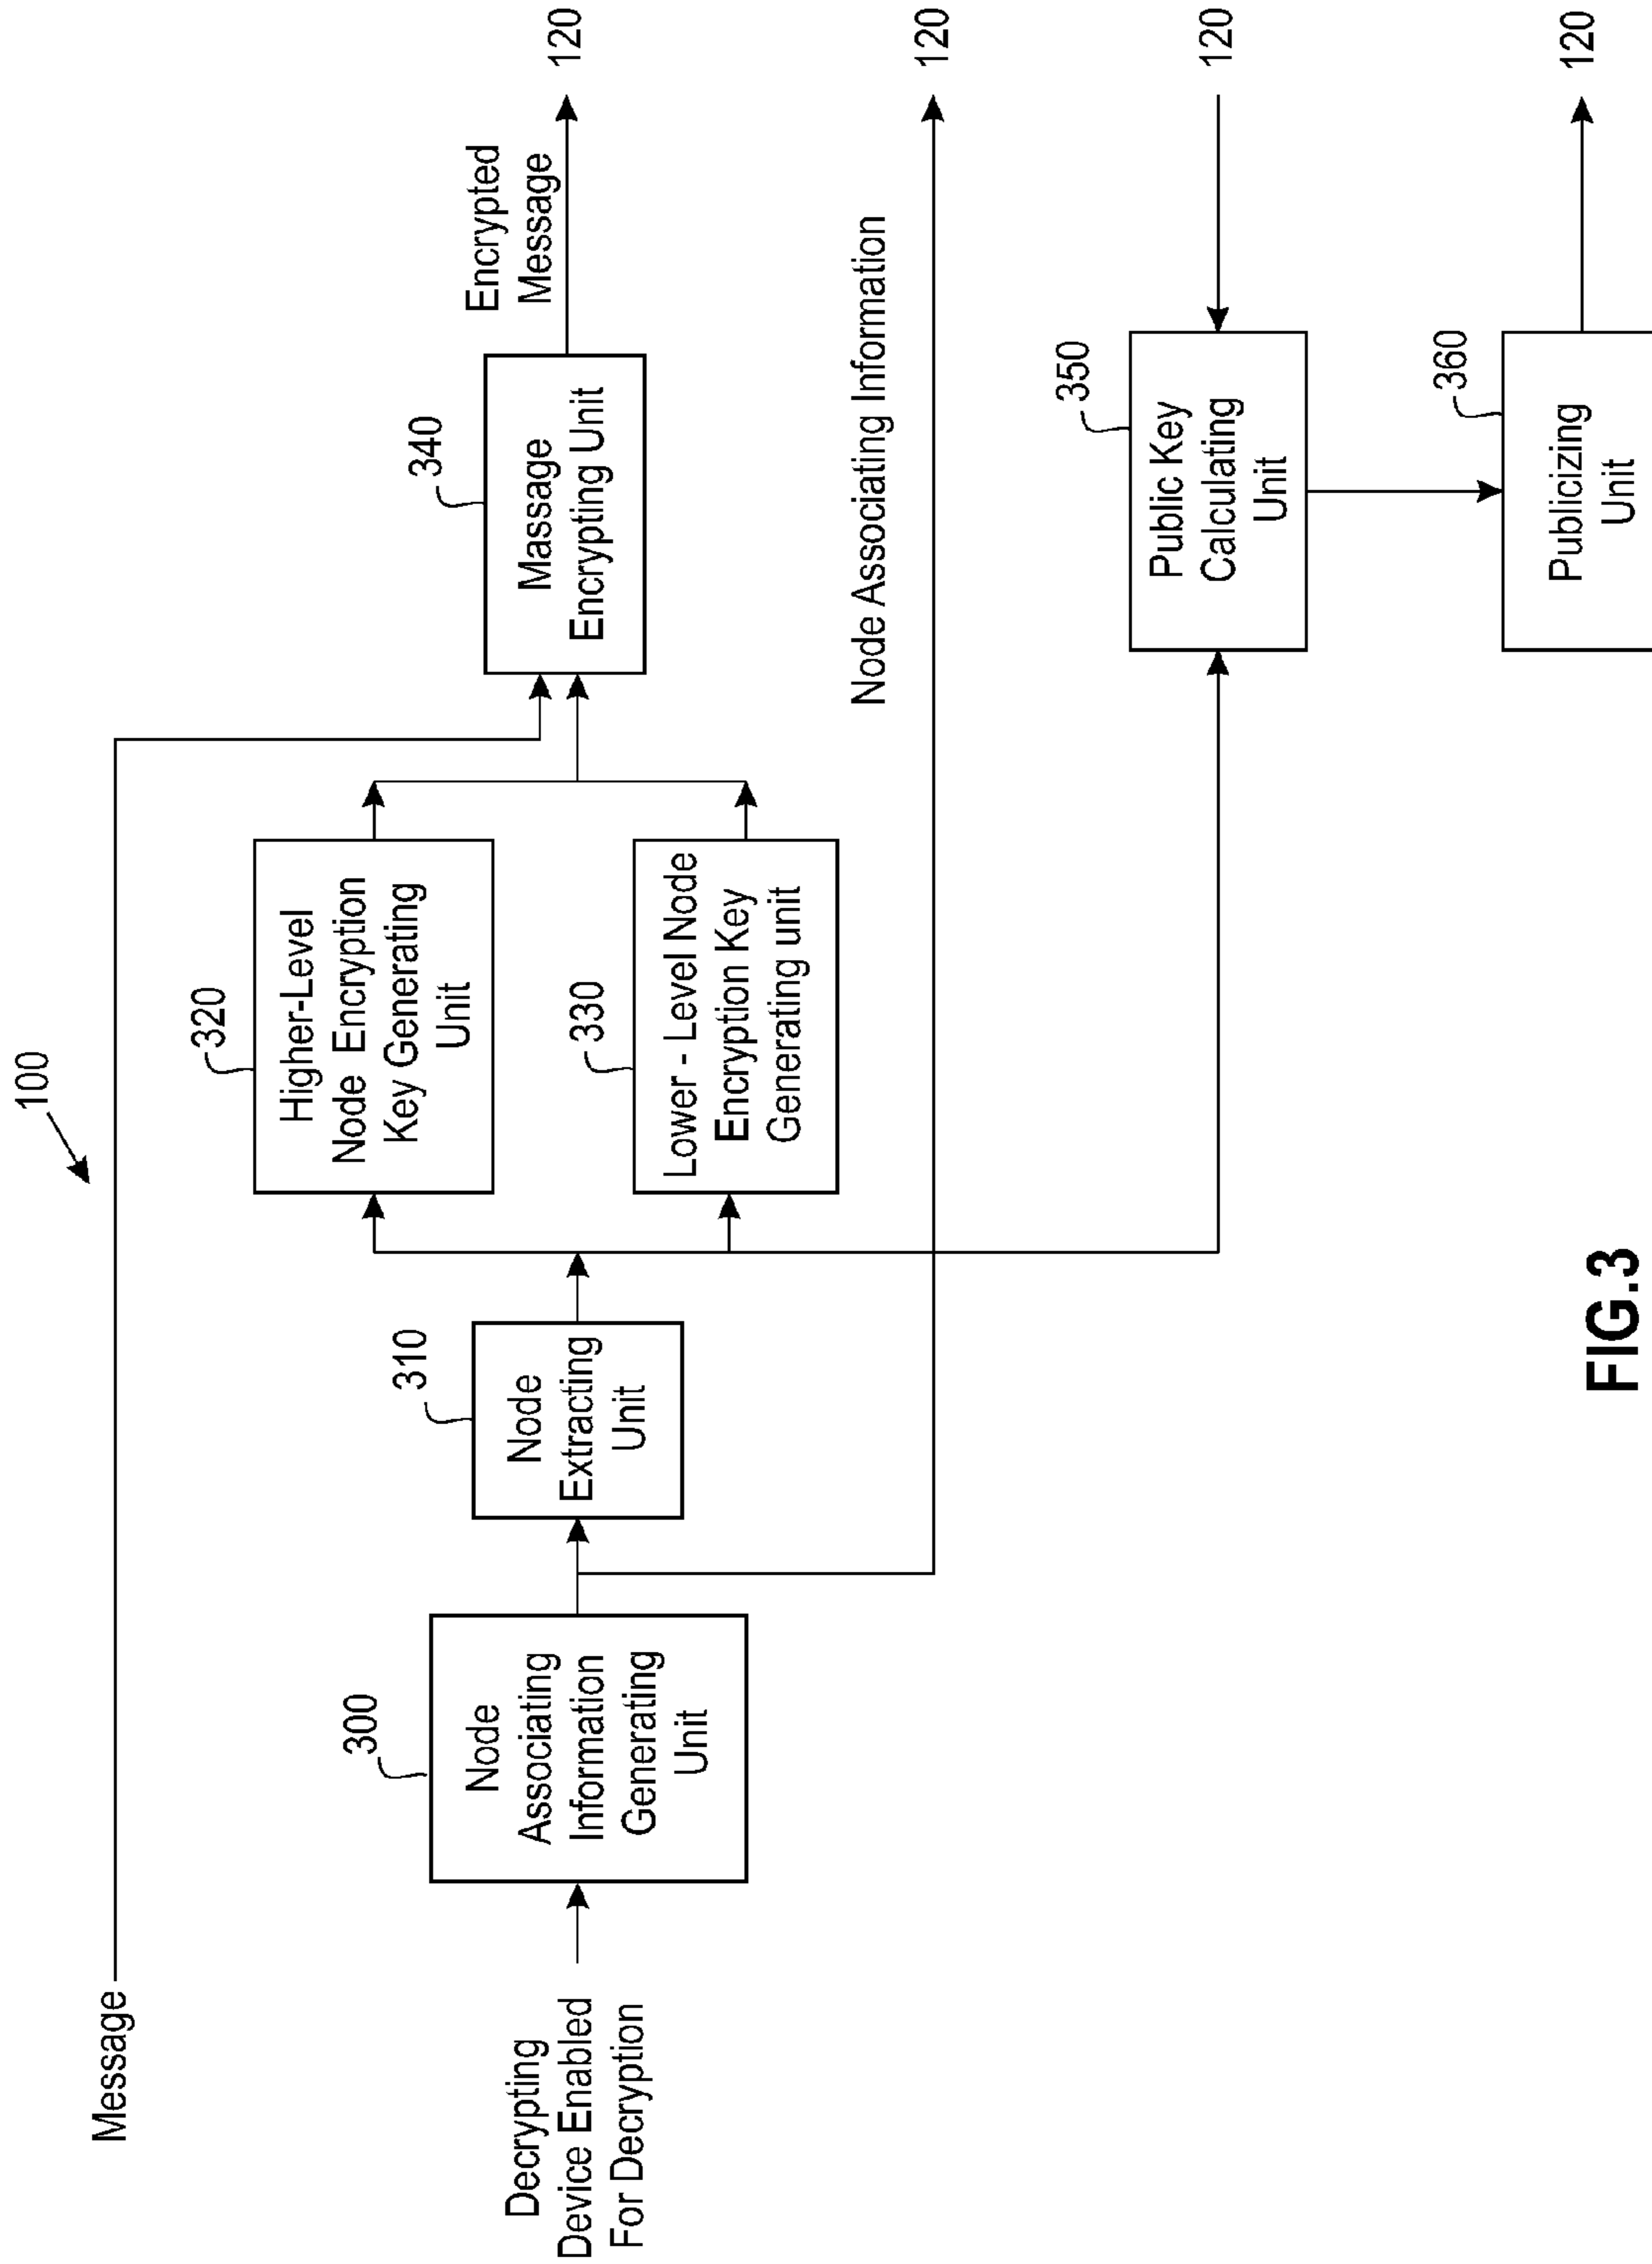 100
Message
Decrypting
Device Enabled
For Decryption
300
Node
Associating
Information
Generating
Unit
310
Node
Extracting
Unit
320
Higher-Level
Node Encryption
Key Generating
Unit
330
Lower - Level Node
Encryption Key
Generating unit
340
Massage
Encrypting Unit
Encrypted
Message
120
Node Associating Information
120
350
Public Key
Calculating
Unit
120
360
Publicizing
Unit
120
FIG.3